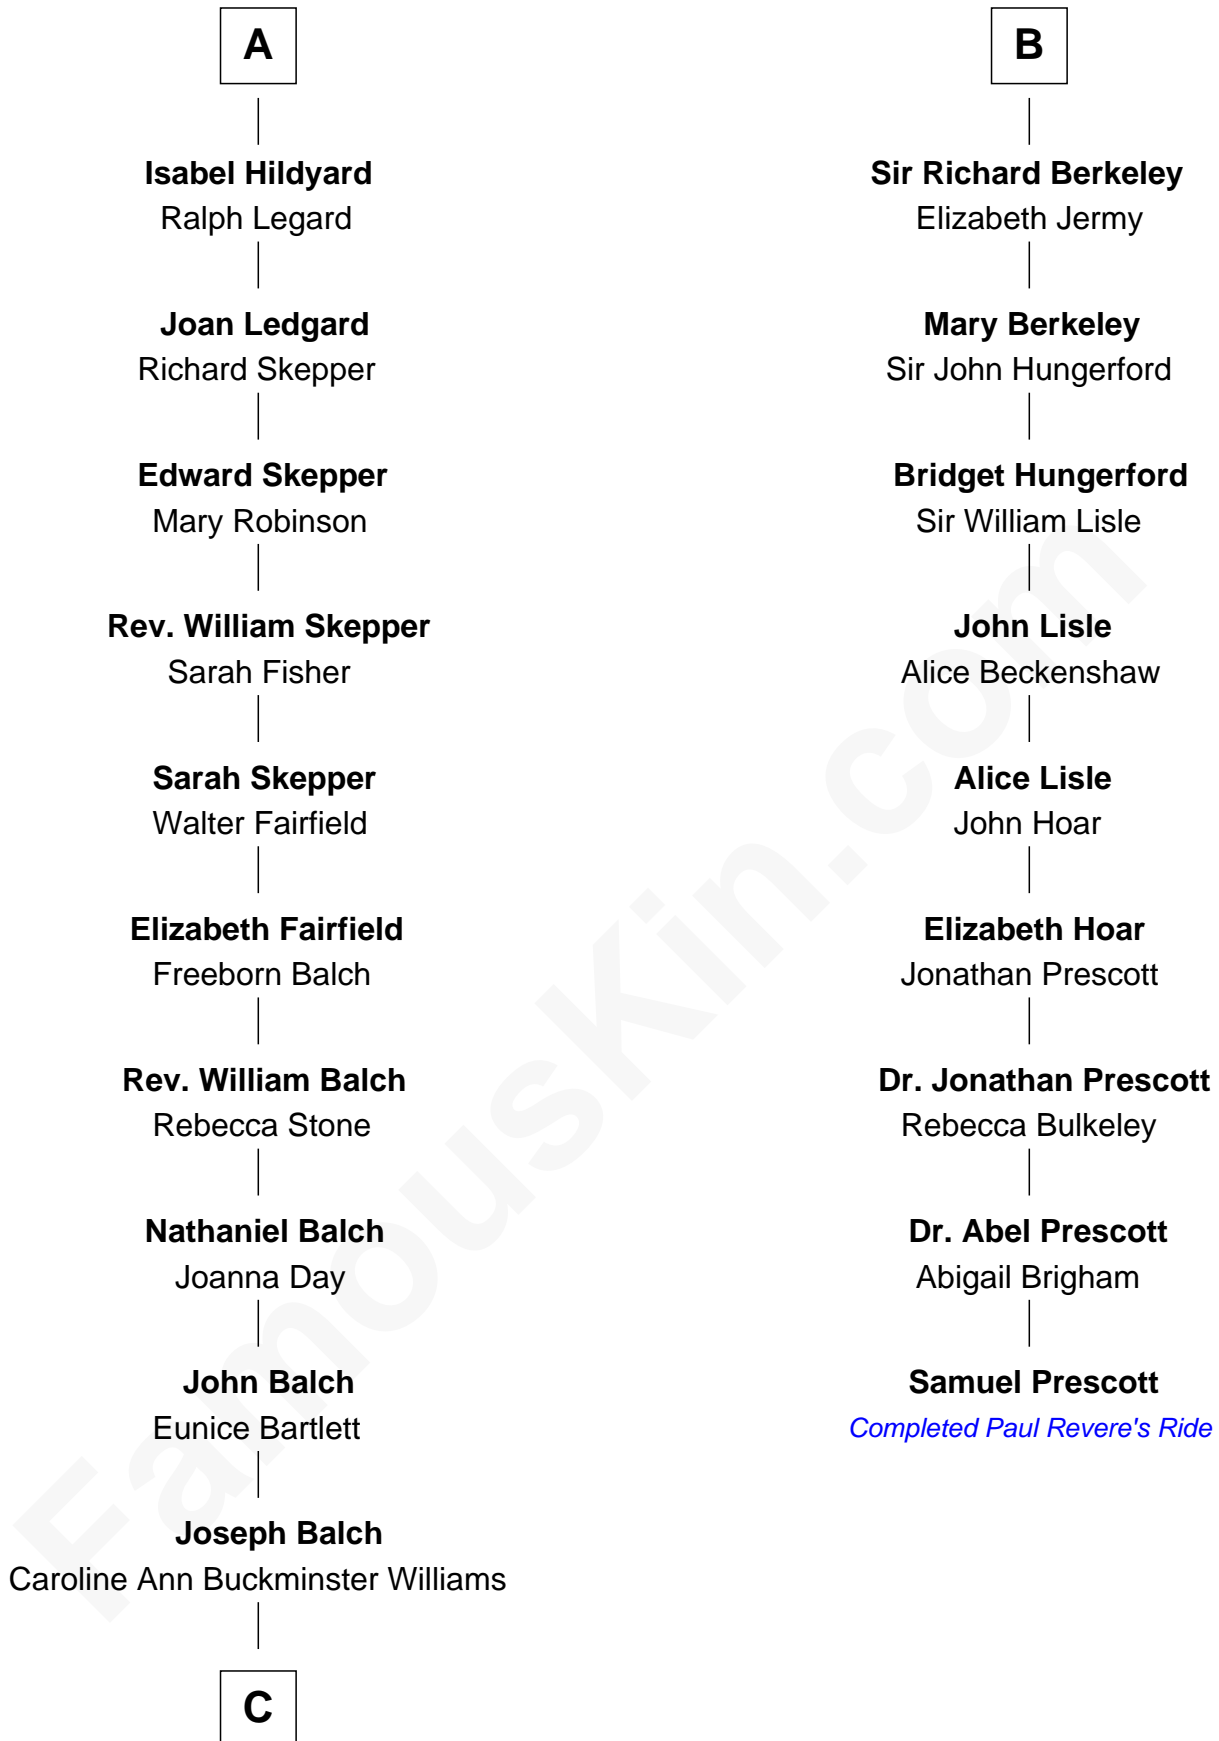 A
Isabel Hildyard
Ralph Legard
Joan Ledgard
Richard Skepper
Edward Skepper
Mary Robinson
Rev. William Skepper
Sarah Fisher
Sarah Skepper
Walter Fairfield
Elizabeth Fairfield
Freeborn Balch
Rev. William Balch
Rebecca Stone
Nathaniel Balch
Joanna Day
John Balch
Eunice Bartlett
Joseph Balch
Caroline Ann Buckminster Williams
C
B
Sir Richard Berkeley
Elizabeth Jermy
Mary Berkeley
Sir John Hungerford
Bridget Hungerford
Sir William Lisle
John Lisle
Alice Beckenshaw
Alice Lisle
John Hoar
Elizabeth Hoar
Jonathan Prescott
Dr. Jonathan Prescott
Rebecca Bulkeley
Dr. Abel Prescott
Abigail Brigham
Samuel Prescott
Completed Paul Revere's Ride
FamousKin.com